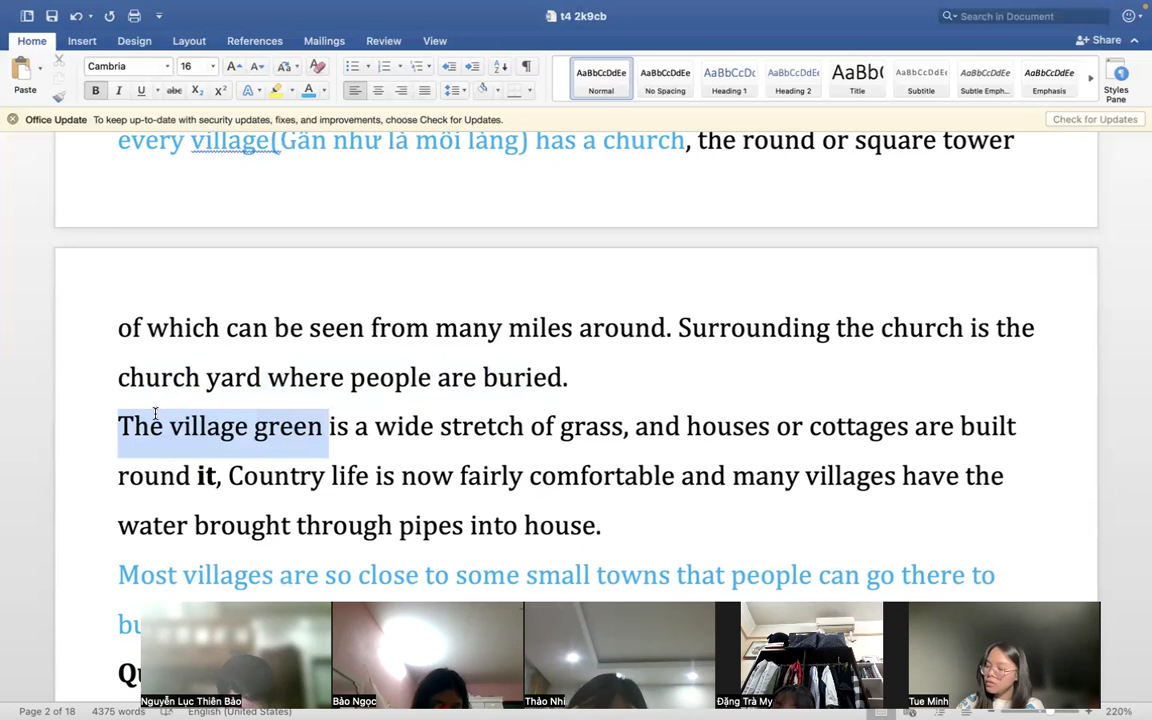 t4 2k9cb
Search in Document
Home Insert Design Layout References Mailings Review View
Share
Paste
Cambria 16
AaBbCcDdEe AaBbCcDdEe AaBbCcDc AaBbCcDdEe AaBb( AaBbCcDdEe AaBbCcDdEe AaBbCcDdEe
Normal No Spacing Heading 1 Heading 2 Title Subtitle Subtle Emph... Emphasis
Styles
Pane
Office Update To keep up-to-date with security updates, fixes, and improvements, choose Check for Updates.
Check for Updates
every village(Gần như là mỗi làng) has a church, the round or square tower
of which can be seen from many miles around. Surrounding the church is the
church yard where people are buried.
The village green is a wide stretch of grass, and houses or cottages are built
round it, Country life is now fairly comfortable and many villages have the
water brought through pipes into house.
Most villages are so close to some small towns that people can go there to
bu
Qu
Nguyễn Lục Thiên Bảo
Bảo Ngọc
Thảo Nhi
Đặng Trà My
Tue Minh
Page 2 of 18 4375 words English (United States) 220%